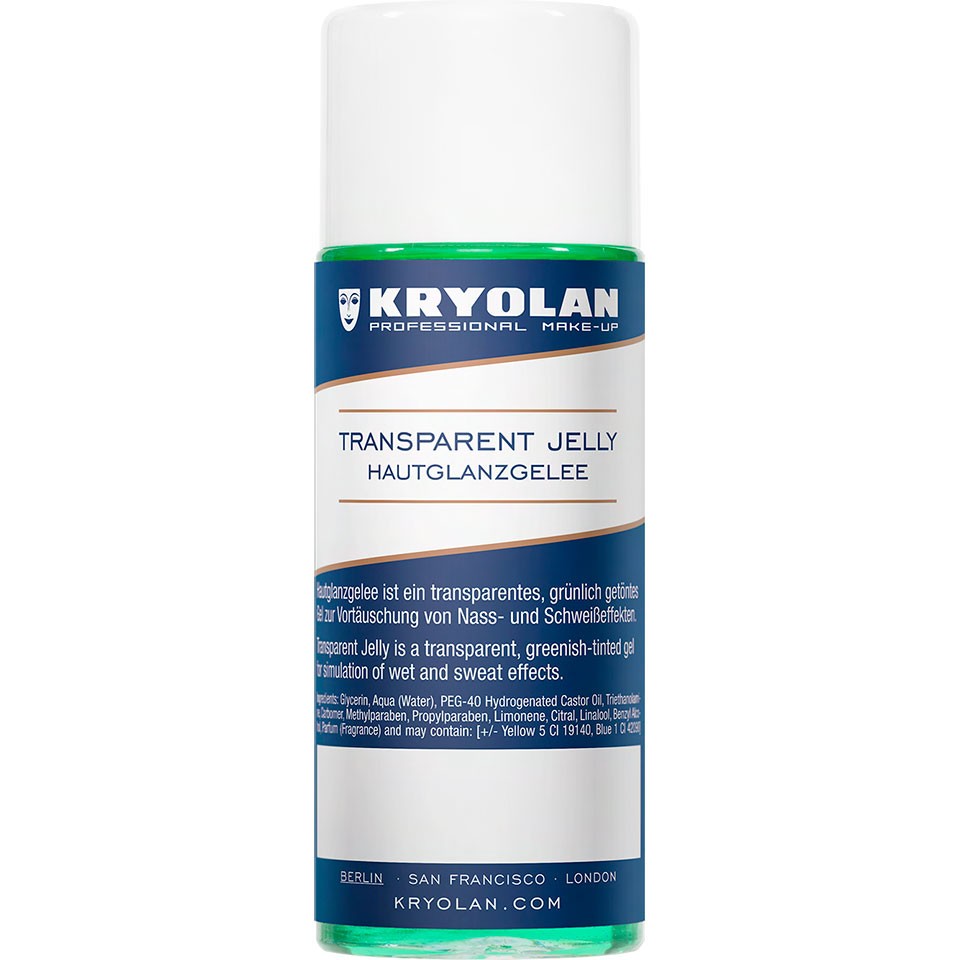 KRYOLAN
PROFESSIONAL MAKE-UP
TRANSPARENT JELLY
HAUTGLANZGELEE
Hautglanzgelee ist ein transparentes, grünlich getöntes
Gel zur Vortäuschung von Nass- und Schweißeffekten.
Transparent Jelly is a transparent, greenish-tinted gel
for simulation of wet and sweat effects.
Ingredients: Glycerin, Aqua (Water), PEG-40 Hydrogenated Castor Oil, Triethanolami-
ne, Carbomer, Methylparaben, Propylparaben, Limonene, Citral, Linalool, Benzyl Alco-
hol, Parfum (Fragrance) and may contain: [+/- Yellow 5 CI 19140, Blue 1 CI 42090]
BERLIN · SAN FRANCISCO · LONDON
KRYOLAN.COM